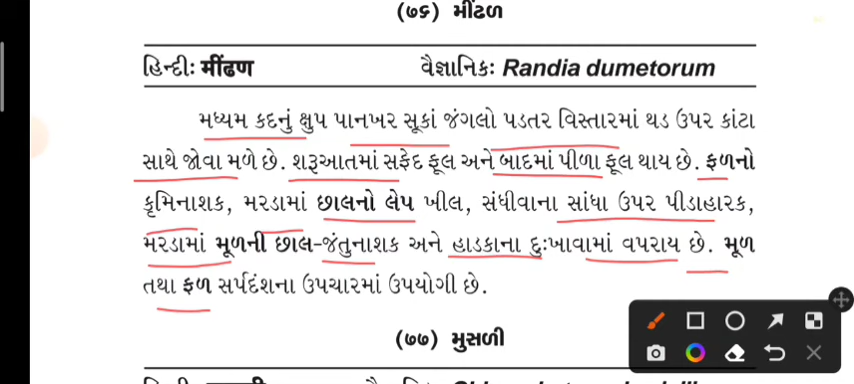 (૭૬) મીંઢળ
હિન્દી: મીંઢણ વૈજ્ઞાનિક: Randia dumetorum
મધ્યમ કદનું ક્ષુપ પાનખર સૂકાં જંગલો પડતર વિસ્તારમાં થડ ઉપર કાંટા
સાથે જોવા મળે છે. શરૂઆતમાં સફેદ ફૂલ અને બાદમાં પીળા ફૂલ થાય છે. ફળનો
કૃમિનાશક, મરડામાં છાલનો લેપ ખીલ, સંધીવાના સાંધા ઉપર પીડાહારક,
મરડામાં મૂળની છાલ-જંતુનાશક અને હાડકાના દુઃખાવામાં વપરાય છે. મૂળ
તથા ફળ સર્પદંશના ઉપચારમાં ઉપયોગી છે.
(૭૭) મુસળી